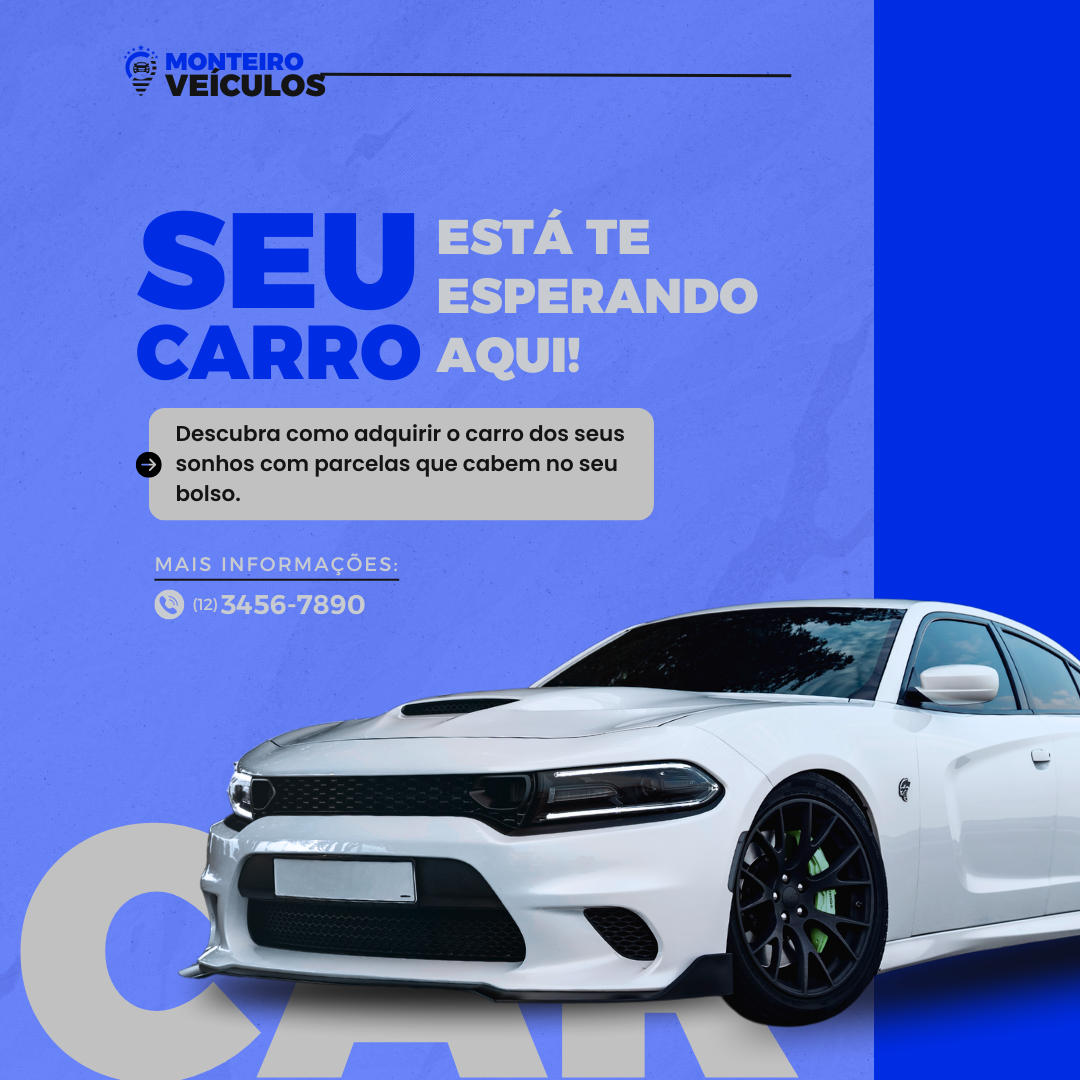 MONTEIRO
VEÍCULOS
SEU
CARRO
ESTÁ TE
ESPERANDO
AQUI!
Descubra como adquirir o carro dos seus
sonhos com parcelas que cabem no seu
bolso.
MAIS INFORMAÇÕES:
(12) 3456-7890
CAR